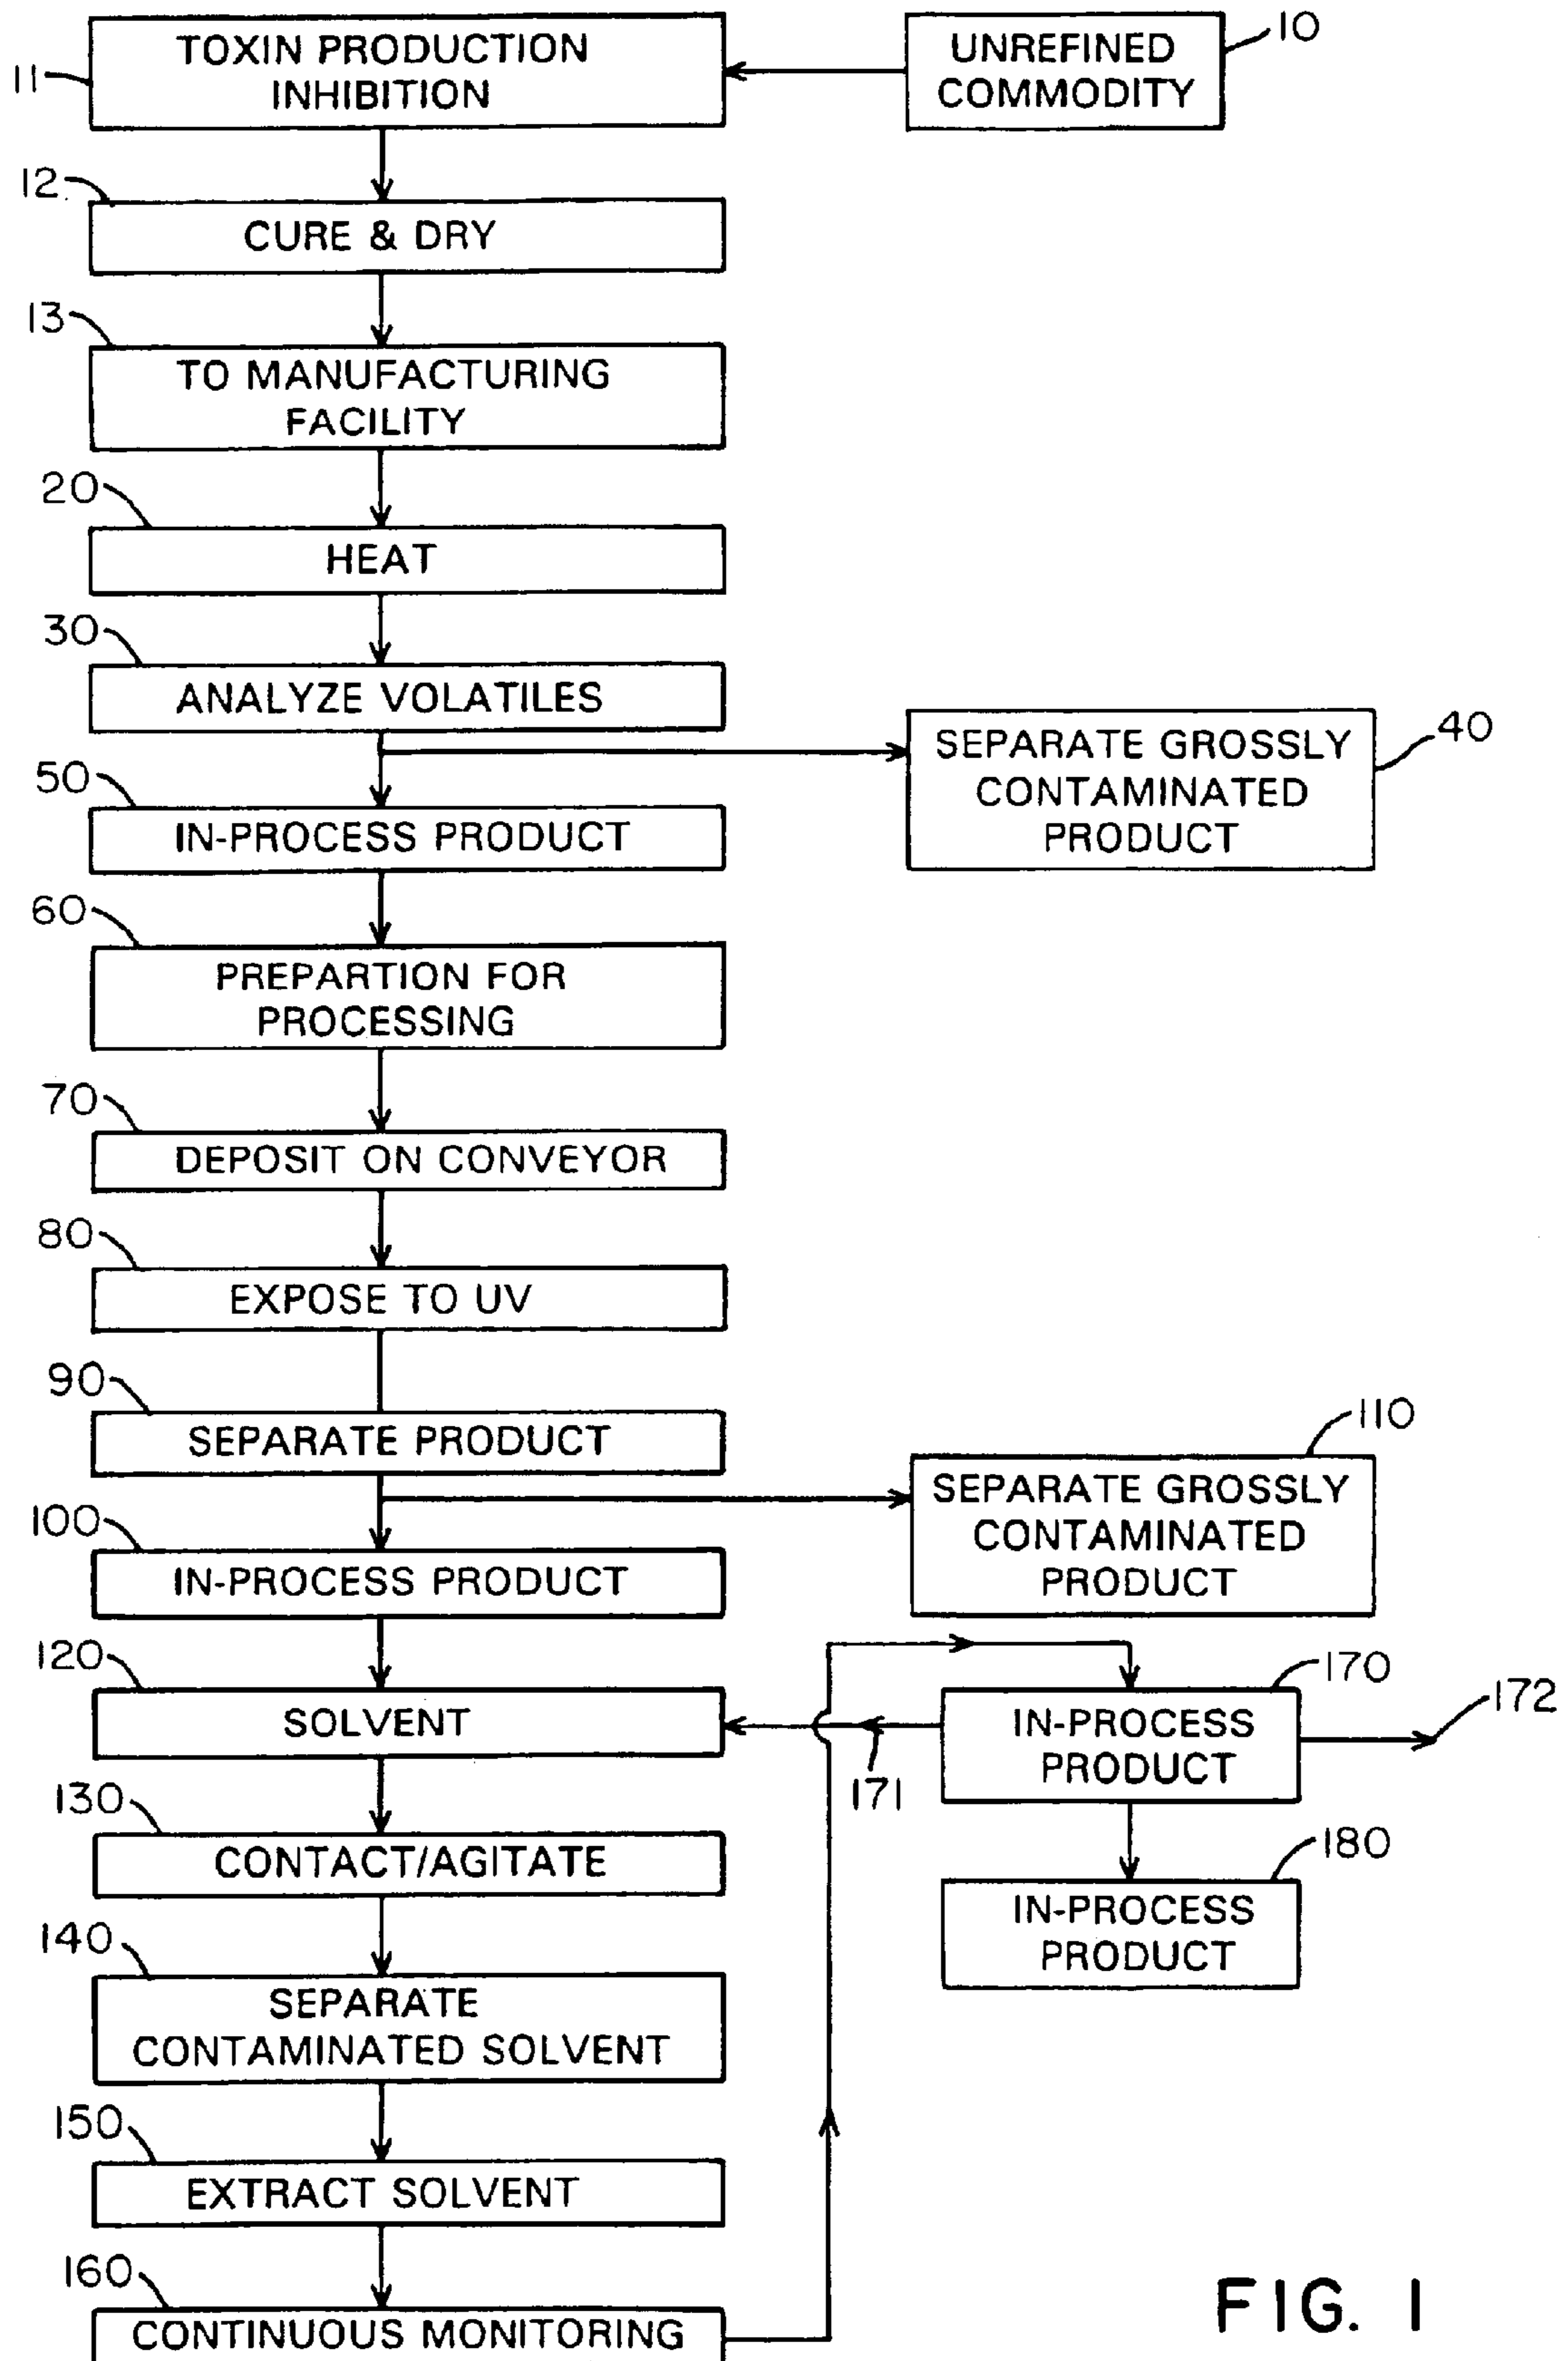 10
UNREFINED
COMMODITY
11
TOXIN PRODUCTION
INHIBITION
12
CURE & DRY
13
TO MANUFACTURING
FACILITY
20
HEAT
30
ANALYZE VOLATILES
40
SEPARATE GROSSLY
CONTAMINATED
PRODUCT
50
IN-PROCESS PRODUCT
60
PREPARTION FOR
PROCESSING
70
DEPOSIT ON CONVEYOR
80
EXPOSE TO UV
90
SEPARATE PRODUCT
110
SEPARATE GROSSLY
CONTAMINATED
PRODUCT
100
IN-PROCESS PRODUCT
120
SOLVENT
170
IN-PROCESS
PRODUCT
171
172
130
CONTACT/AGITATE
180
IN-PROCESS
PRODUCT
140
SEPARATE
CONTAMINATED SOLVENT
150
EXTRACT SOLVENT
160
CONTINUOUS MONITORING
FIG. 1